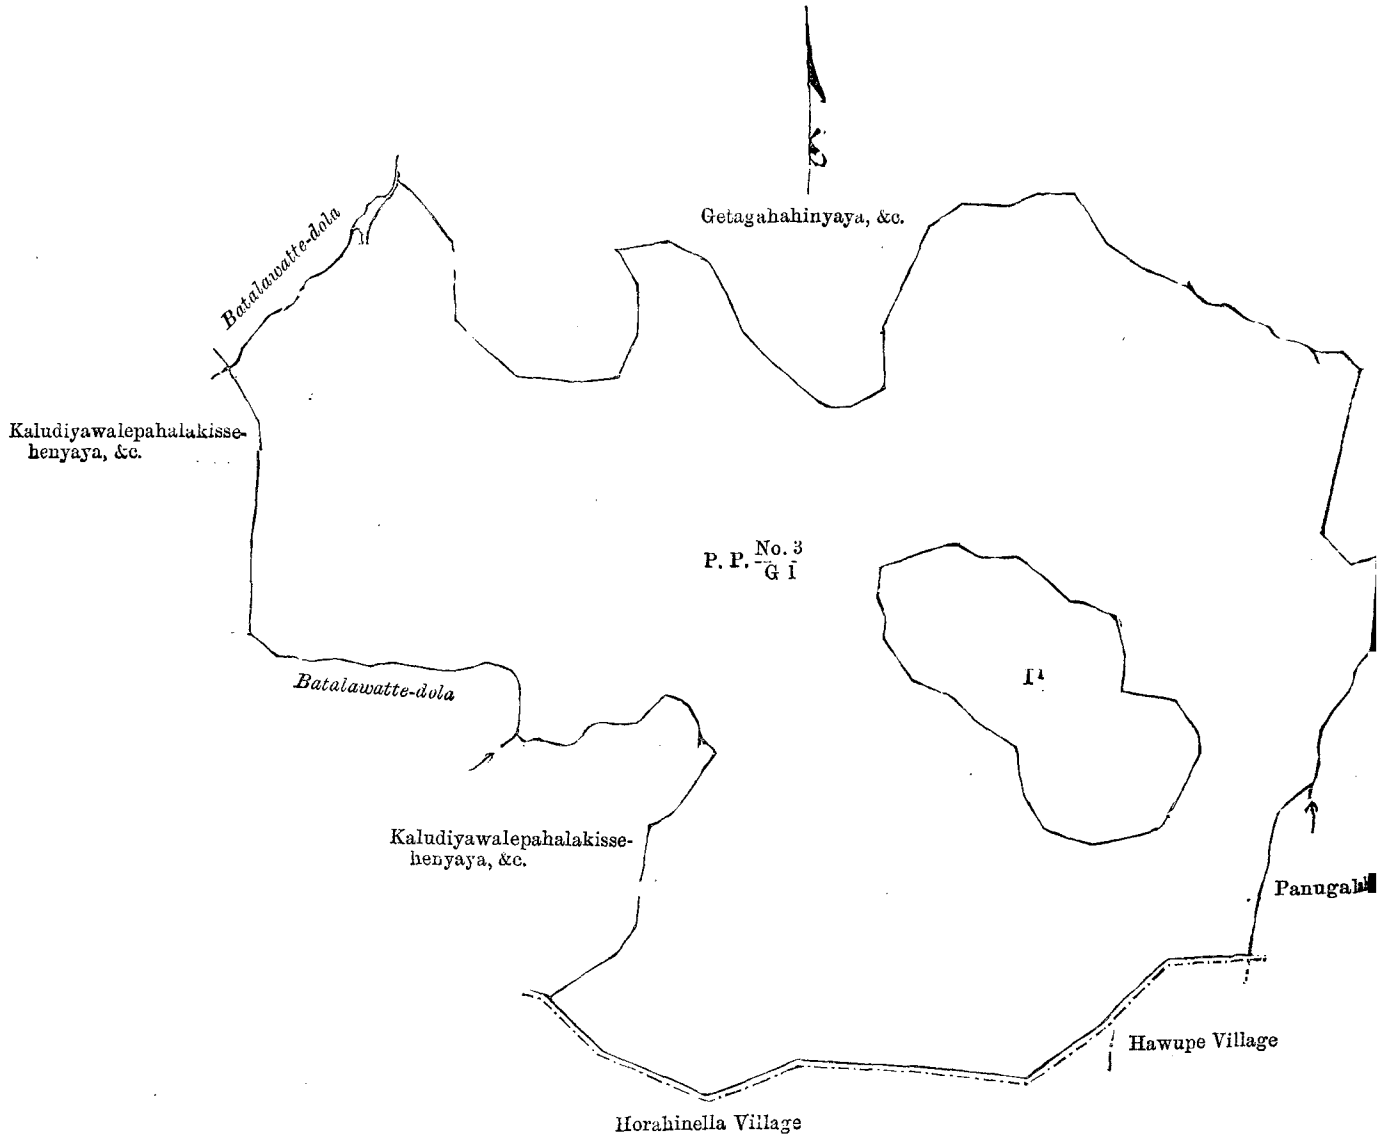 Getagahahinyaya, &c.
Batalawatte-dola
Kaludiyawalepahalakisse-
henyaya, &c.
P. P. No. 3
G 1
Batalawatte-dola
Kaludiyawalepahalakisse-
henyaya, &c.
Hawupe Village
Horahinella Village